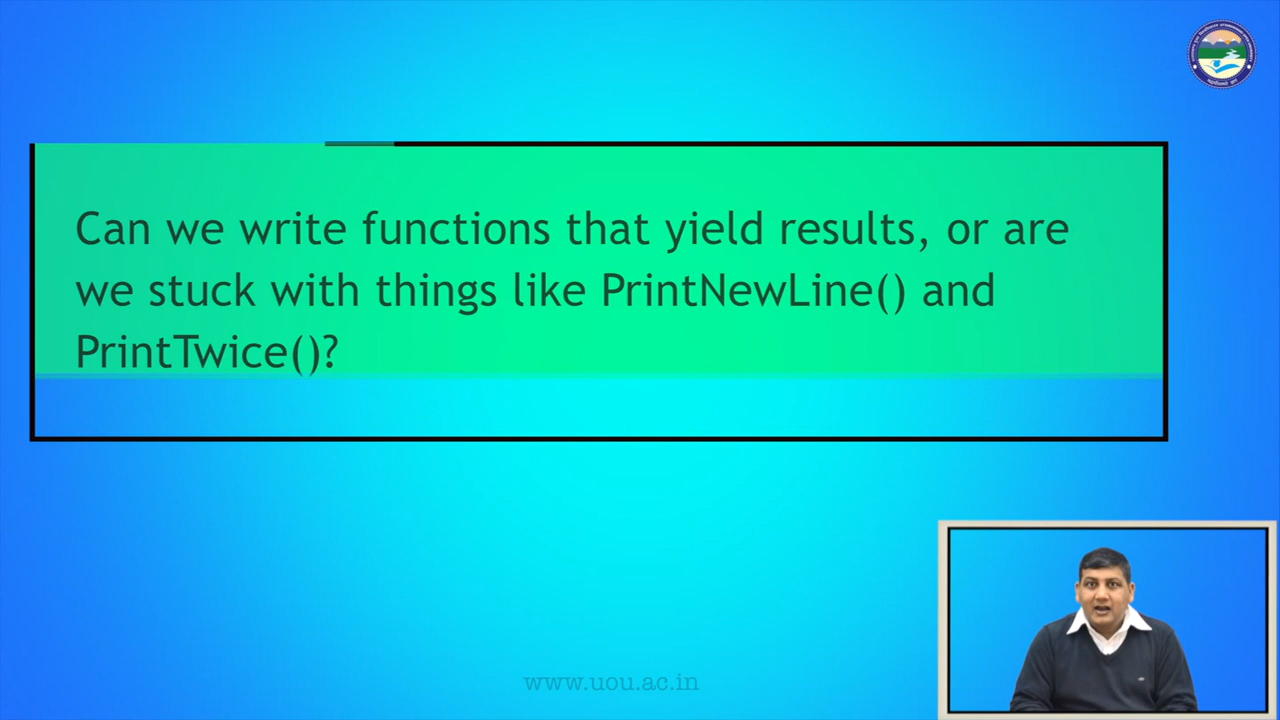 Can we write functions that yield results, or are
we stuck with things like PrintNewLine() and
PrintTwice()?
www.uou.ac.in